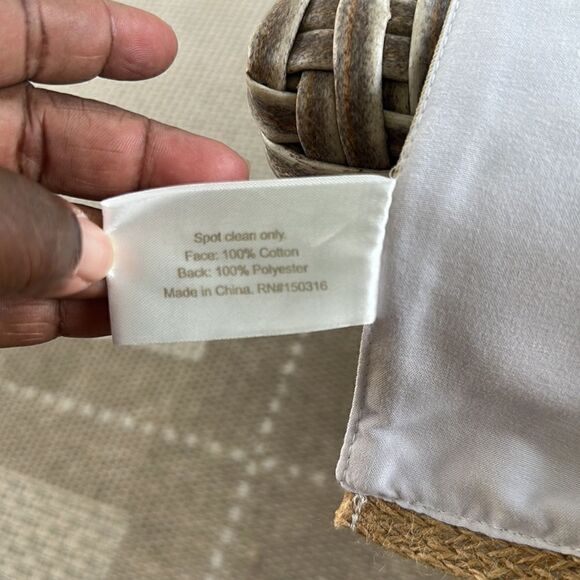 Spot clean only.
Face: 100% Cotton
Back: 100% Polyester
Made in China. RN#150316